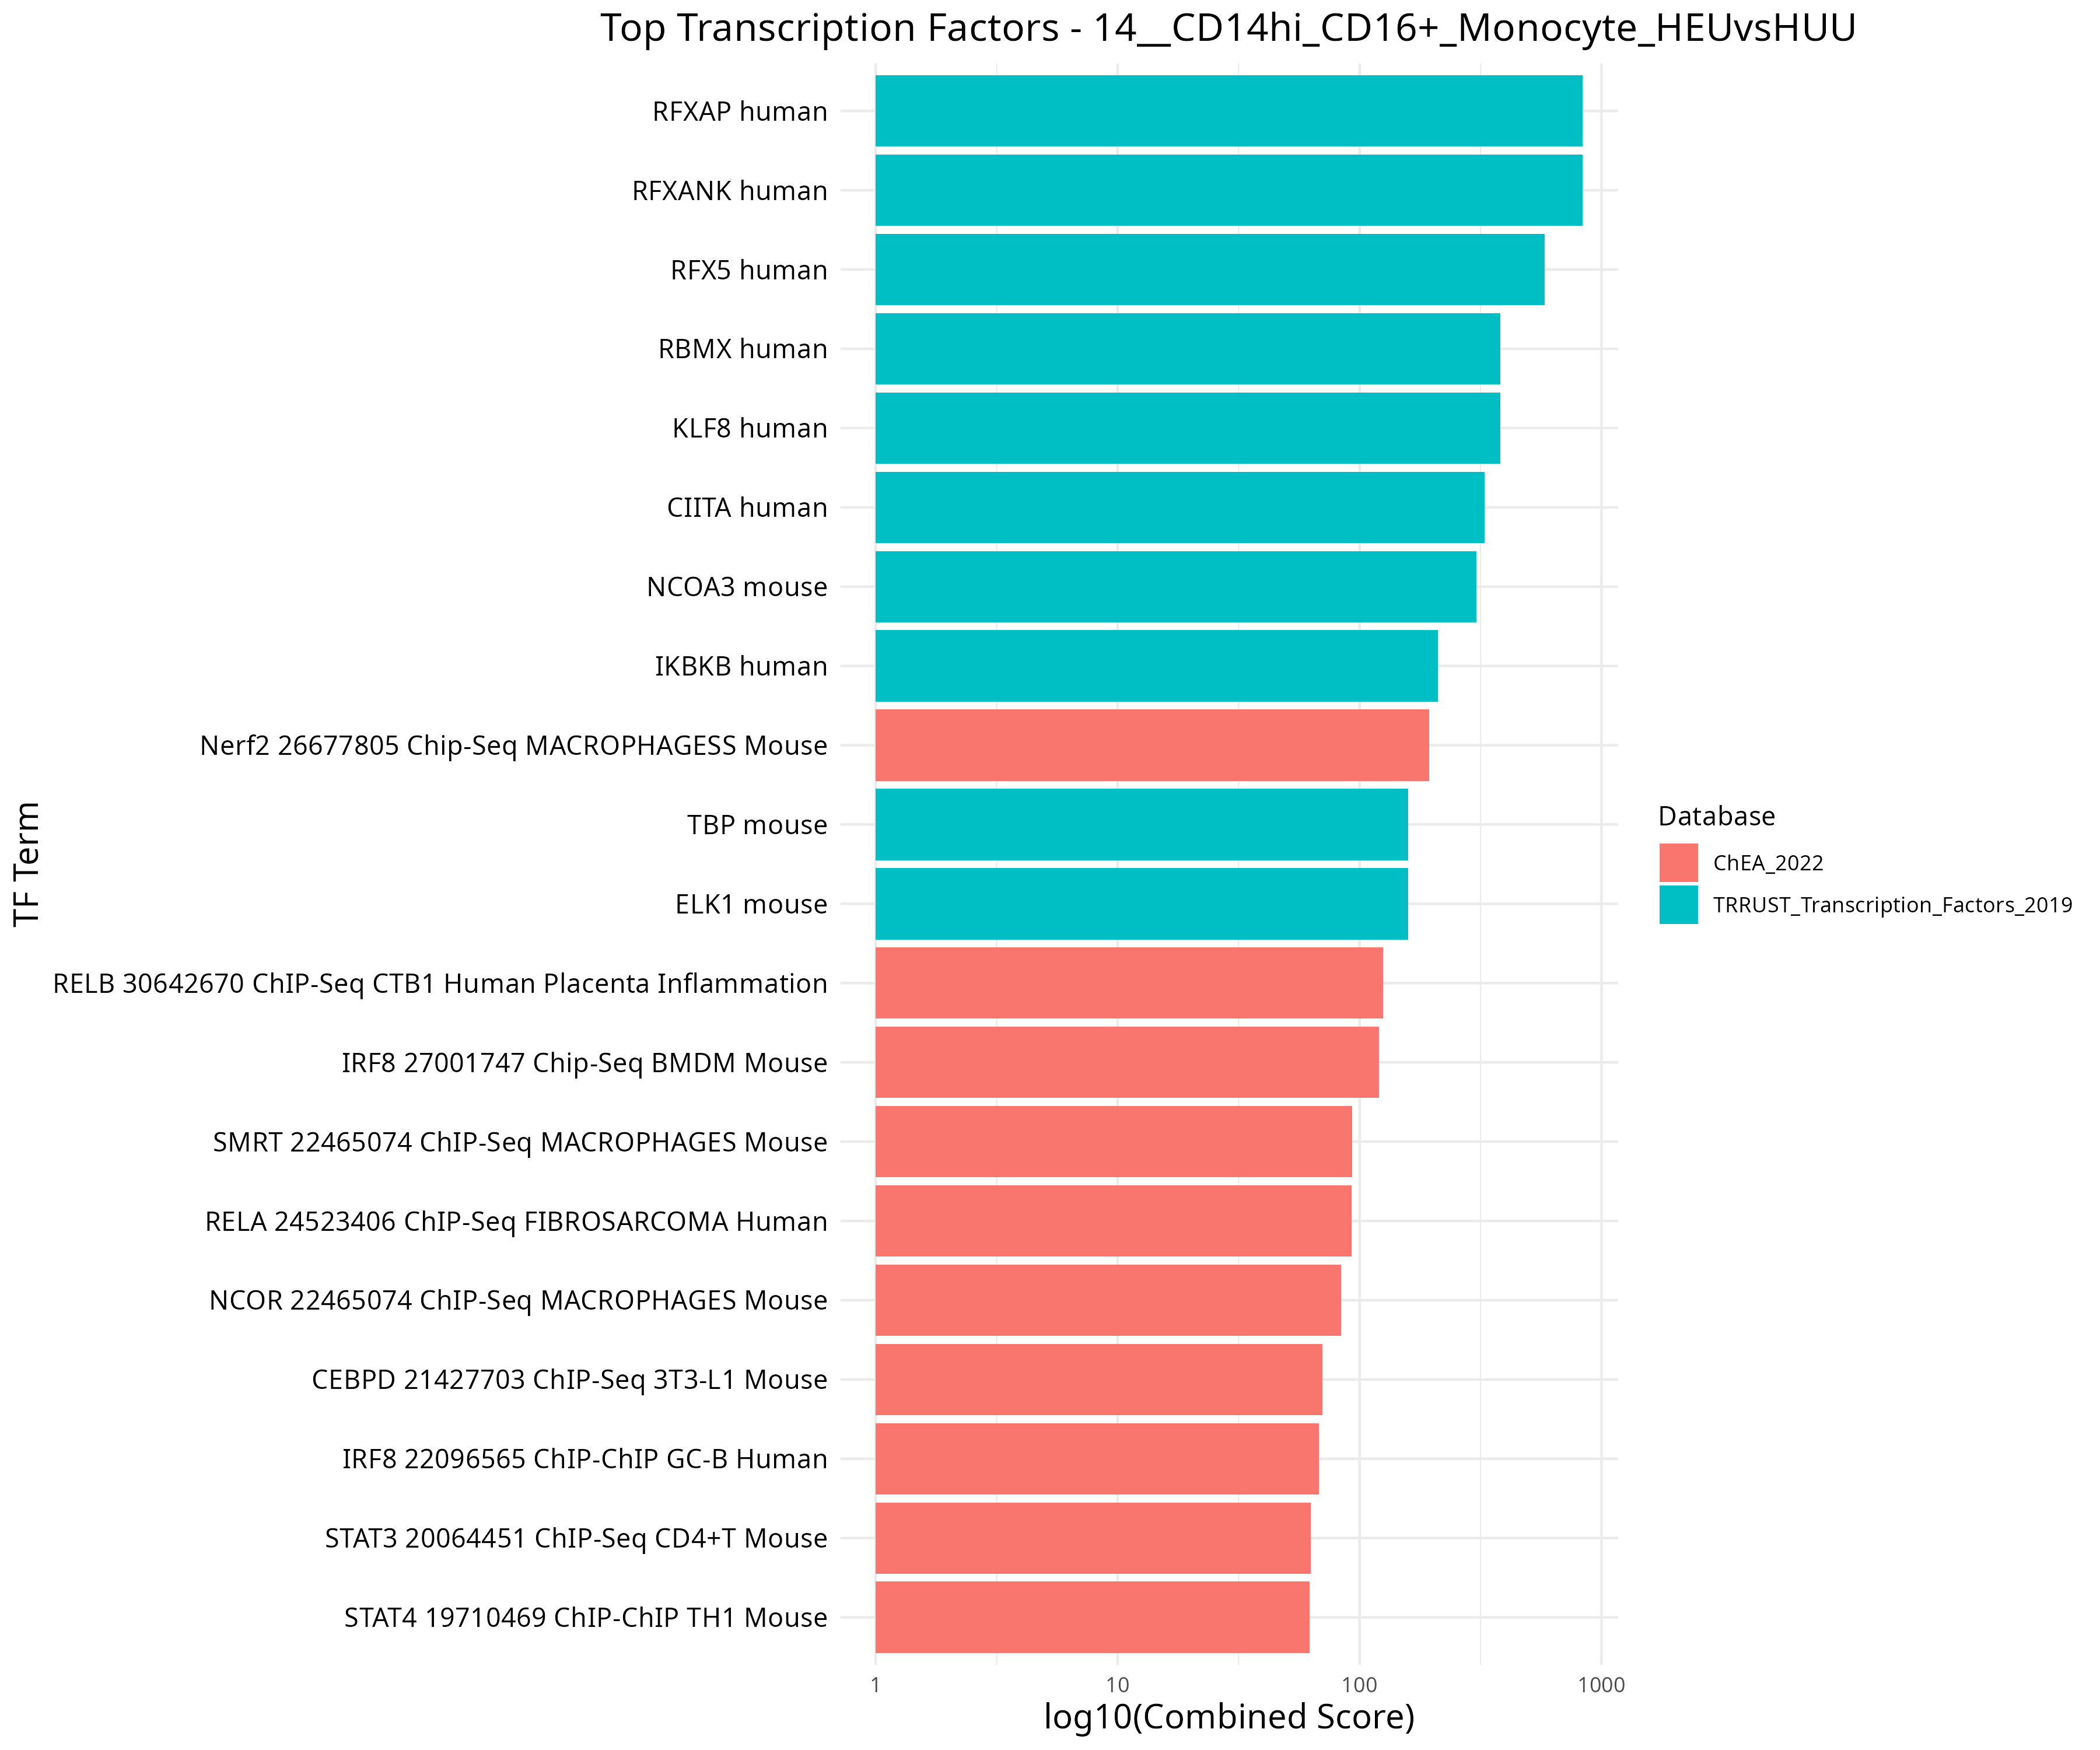 Top Transcription Factors - 14__CD14hi_CD16+_Monocyte_HEUvsHUU
RFXAP human
RFXANK human
RFX5 human
RBMX human
KLF8 human
CIITA human
NCOA3 mouse
IKBKB human
Nerf2 26677805 Chip-Seq MACROPHAGESS Mouse
TBP mouse
ELK1 mouse
RELB 30642670 ChIP-Seq CTB1 Human Placenta Inflammation
IRF8 27001747 Chip-Seq BMDM Mouse
SMRT 22465074 ChIP-Seq MACROPHAGES Mouse
RELA 24523406 ChIP-Seq FIBROSARCOMA Human
NCOR 22465074 ChIP-Seq MACROPHAGES Mouse
CEBPD 21427703 ChIP-Seq 3T3-L1 Mouse
IRF8 22096565 ChIP-ChIP GC-B Human
STAT3 20064451 ChIP-Seq CD4+T Mouse
STAT4 19710469 ChIP-ChIP TH1 Mouse
TF Term
1 10 100 1000
log10(Combined Score)
Database
ChEA_2022
TRRUST_Transcription_Factors_2019